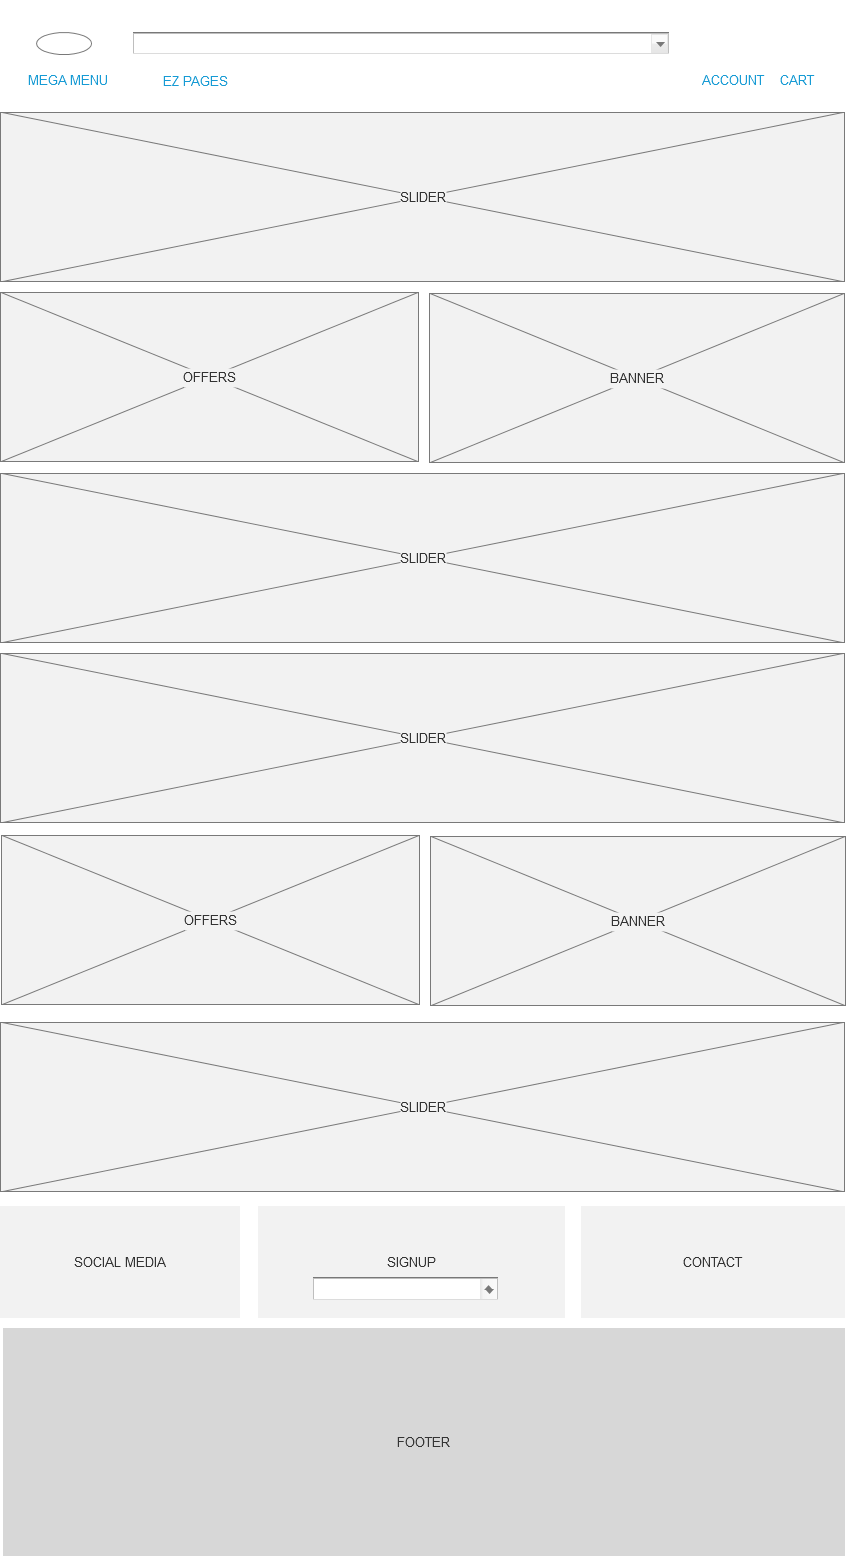 MEGA MENU
EZ PAGES
ACCOUNT
CART
SLIDER
OFFERS
BANNER
SLIDER
SLIDER
OFFERS
BANNER
SLIDER
SOCIAL MEDIA
SIGNUP
CONTACT
FOOTER